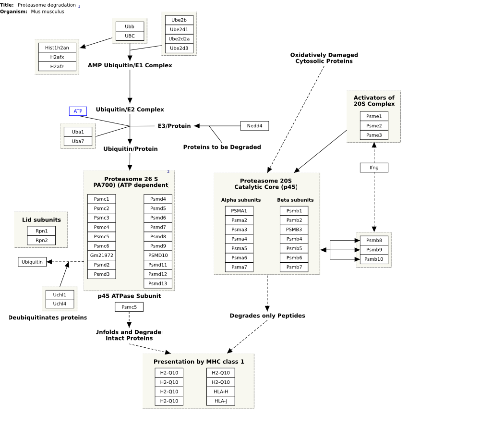 Title: Proteasome degradation
Organism: Mus musculus
Ubb
UBC
Ube2b
Ube2d1
Ube2d2a
Ube2d3
Hist1h2an
H2afx
H2afz
AMP Ubiquitin/E1 Complex
Oxidatively Damaged
Cytosolic Proteins
Activators of
20S Complex
Psme1
Psme2
Psme3
Ubiquitin/E2 Complex
ATP
E3/Protein
Nedd4
Uba1
Uba7
Proteins to be Degraded
Ubiquitin/Protein
Ifng
Proteasome 26 S
PA700) (ATP dependent
Psmc1
Psmc2
Psmc3
Psmc4
Psmc5
Psmc6
Gm21972
Psmd2
Psmd3
Psmd4
Psmd5
Psmd6
Psmd7
Psmd8
Psmd9
PSMD10
Psmd11
Psmd12
Psmd13
Proteasome 20S
Catalytic Core (p45)
Alpha subunits
PSMA1
Psma2
Psma3
Psma4
Psma5
Psma6
Psma7
Beta subunits
Psmb1
Psmb2
PSMB3
Psmb4
Psmb5
Psmb6
Psmb7
Psmb8
Psmb9
Psmb10
Lid subunits
Rpn1
Rpn2
Ubiquitin
Uchl1
Uchl4
Deubiquitinates proteins
p45 ATPase Subunit
Psmc5
Jnfolds and Degrade
Intact Proteins
Degrades only Peptides
Presentation by MHC class 1
H2-Q10
H2-Q10
H2-Q10
H2-Q10
H2-Q10
H2-Q10
HLA-H
HLA-J